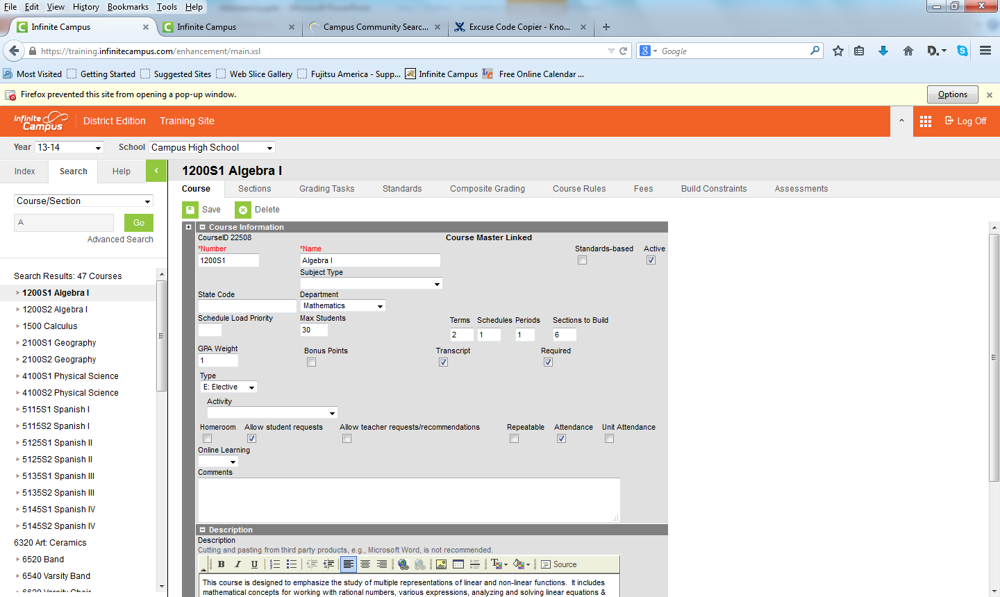 File Edit View History Bookmarks Tools Help
Infinite Campus
Infinite Campus
Campus Community Searc...
Excuse Code Copier - Kno...
https://training.infinitecampus.com/enhancement/main.xsl
Google
Most Visited Getting Started Suggested Sites Web Slice Gallery Fujitsu America - Supp... Infinite Campus Free Online Calendar ...
Firefox prevented this site from opening a pop-up window. Options
Infinite Campus District Edition Training Site Log Off
Year 13-14 School Campus High School
Index Search Help
1200S1 Algebra I
Course Sections Grading Tasks Standards Composite Grading Course Rules Fees Build Constraints Assessments
Course/Section
A Go
Advanced Search
Search Results: 47 Courses
1200S1 Algebra I
1200S2 Algebra I
1500 Calculus
2100S1 Geography
2100S2 Geography
4100S1 Physical Science
4100S2 Physical Science
5115S1 Spanish I
5115S2 Spanish I
5125S1 Spanish II
5125S2 Spanish II
5135S1 Spanish III
5135S2 Spanish III
5145S1 Spanish IV
5145S2 Spanish IV
6320 Art: Ceramics
6520 Band
6540 Varsity Band
6620 Varsity Choir
Save Delete
Course Information
CourseID 22508 Course Master Linked
*Number *Name Standards-based Active
1200S1 Algebra I
Subject Type
State Code Department
Mathematics
Schedule Load Priority Max Students Terms Schedules Periods Sections to Build
30 2 1 1 6
GPA Weight Bonus Points Transcript Required
1
Type
E: Elective
Activity
Homeroom Allow student requests Allow teacher requests/recommendations Repeatable Attendance Unit Attendance
Online Learning
Comments
Description
Description
Cutting and pasting from third party products, e.g., Microsoft Word, is not recommended.
B I U Source
This course is designed to emphasize the study of multiple representations of linear and non-linear functions. It includes
mathematical concepts for working with rational numbers, various expressions, analyzing and solving linear equations &